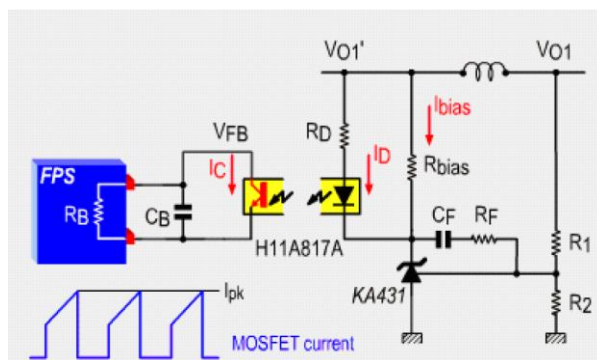 VO1'
VO1
Ibias
RD
VFB
IC
ID
Rbias
FPS
RB
CB
CF
RF
H11A817A
R1
KA431
R2
Ipk
MOSFET current